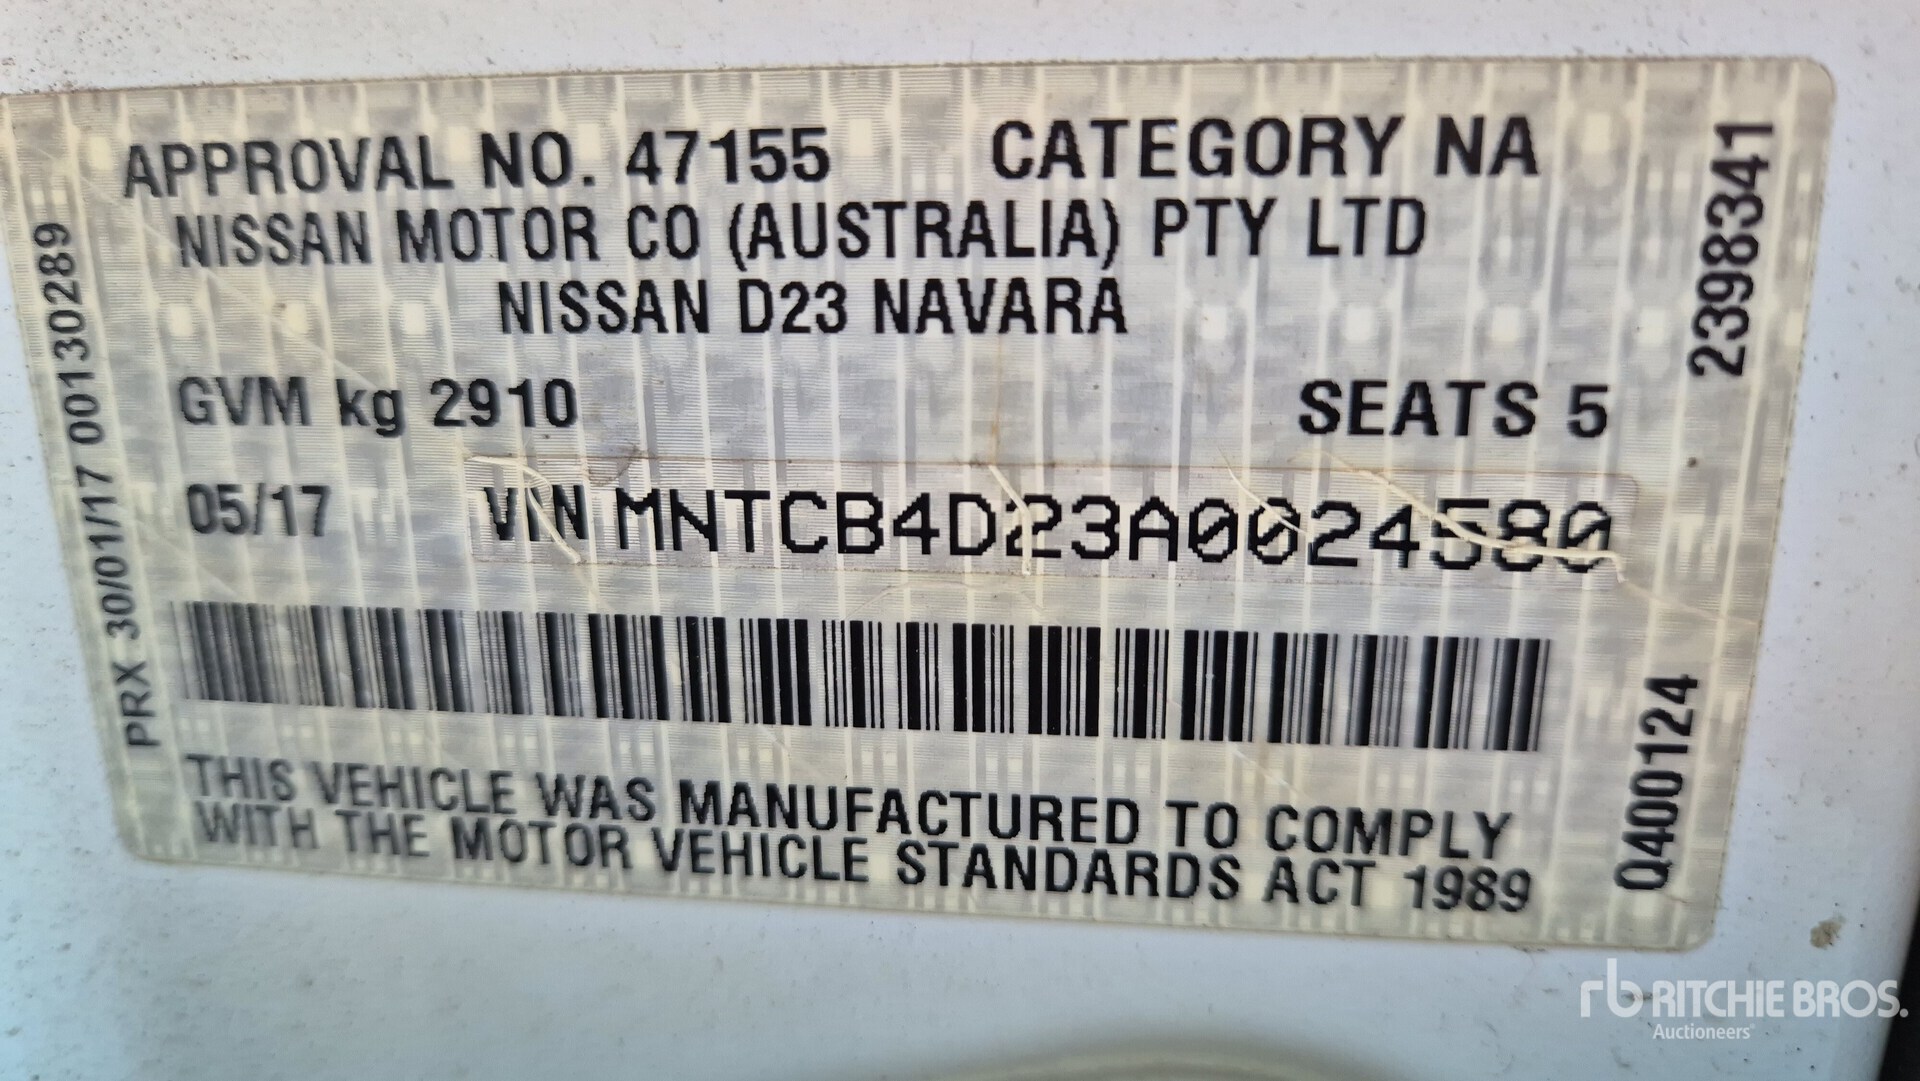 APPROVAL NO. 47155 CATEGORY NA
NISSAN MOTOR CO (AUSTRALIA) PTY LTD
NISSAN D23 NAVARA
GVM kg 2910 SEATS 5
05/17 VIN MNTCB4D23A0024580
THIS VEHICLE WAS MANUFACTURED TO COMPLY
WITH THE MOTOR VEHICLE STANDARDS ACT 1989
PRX 30/01/17 00130289
2398341
Q400124
rb RITCHIE BROS.
Auctioneers